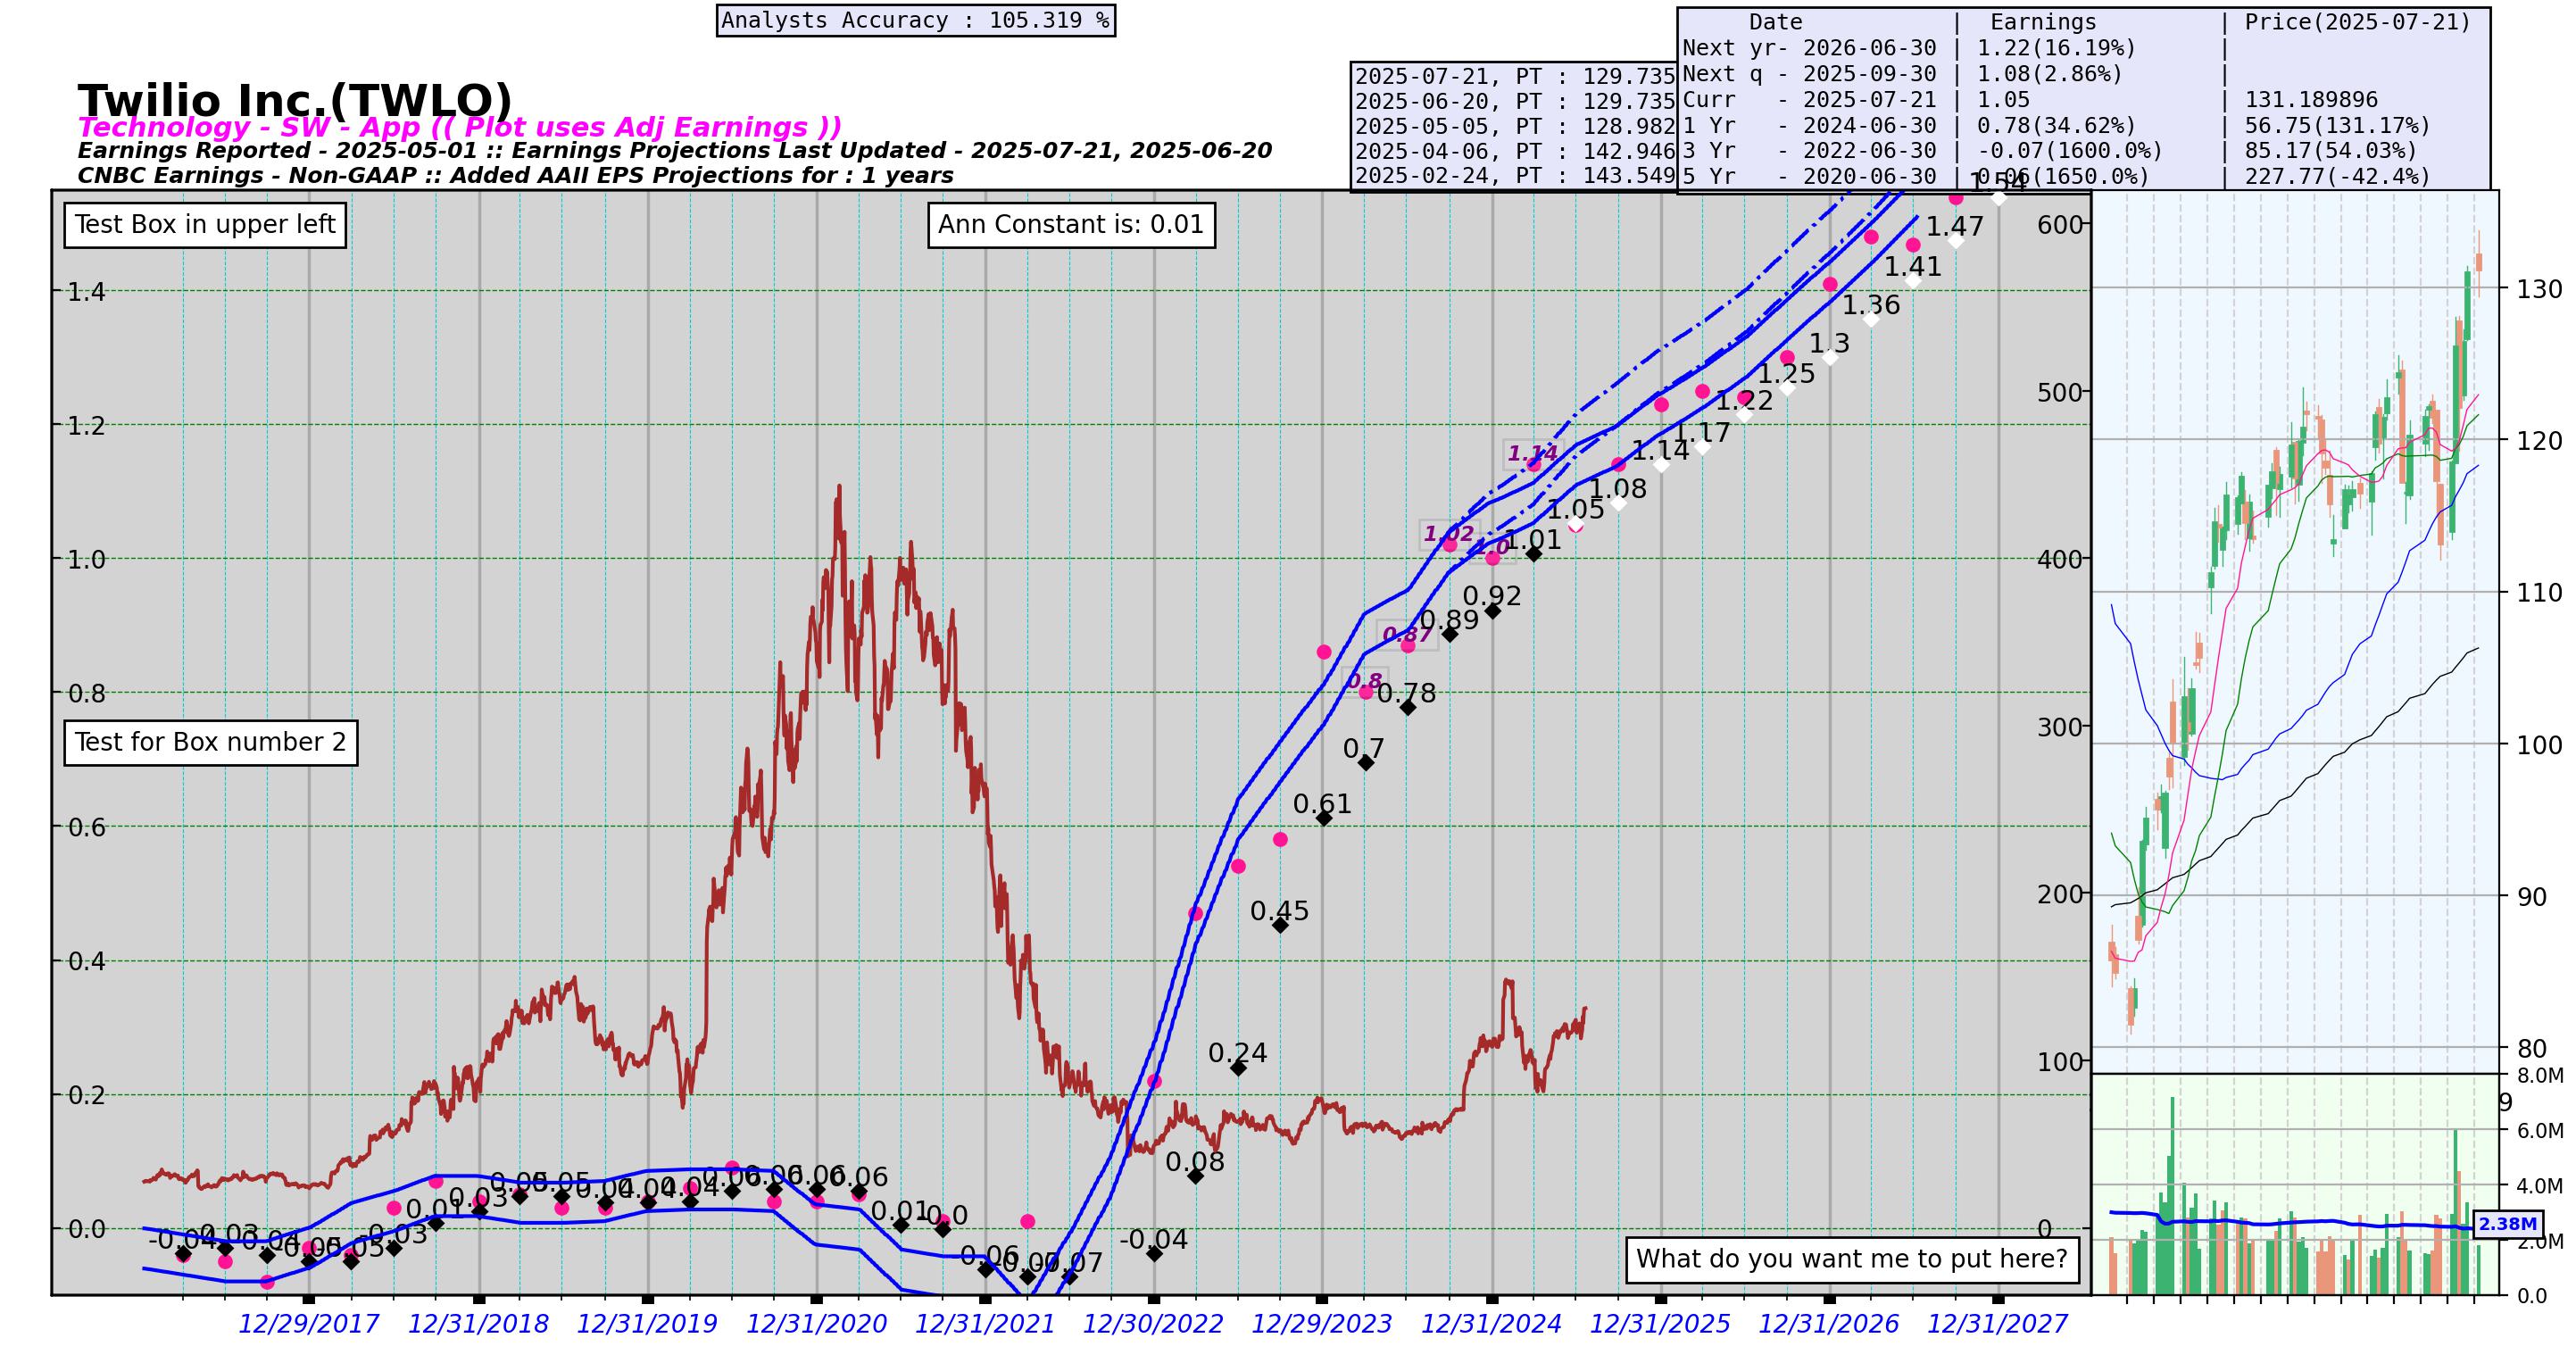 Analysts Accuracy : 105.319 %
Date | Earnings | Price(2025-07-21)
Next yr- 2026-06-30 | 1.22(16.19%) |
Next q - 2025-09-30 | 1.08(2.86%) |
Curr - 2025-07-21 | 1.05 | 131.189896
1 Yr - 2024-06-30 | 0.78(34.62%) | 56.75(131.17%)
3 Yr - 2022-06-30 | -0.07(1600.0%) | 85.17(54.03%)
5 Yr - 2020-06-30 | 0.06(1650.0%) | 227.77(-42.4%)
2025-07-21, PT : 129.735
2025-06-20, PT : 129.735
2025-05-05, PT : 128.982
2025-04-06, PT : 142.946
2025-02-24, PT : 143.549
Twilio Inc.(TWLO)
Technology - SW - App (( Plot uses Adj Earnings ))
Earnings Reported - 2025-05-01 :: Earnings Projections Last Updated - 2025-07-21, 2025-06-20
CNBC Earnings - Non-GAAP :: Added AAII EPS Projections for : 1 years
Test Box in upper left
Ann Constant is: 0.01
Test for Box number 2
What do you want me to put here?
1.4
1.2
1.0
0.8
0.6
0.4
0.2
0.0
600
500
400
300
200
100
0
1.54
1.47
1.41
1.36
1.3
1.25
1.22
1.17
1.14
1.08
1.05
1.01
0.92
0.89
0.78
0.7
0.61
0.45
0.24
0.08
-0.04
1.14
1.02
1.0
0.87
0.8
130
120
110
100
90
80
8.0M
6.0M
4.0M
2.38M
2.0M
0.0
9
12/29/2017
12/31/2018
12/31/2019
12/31/2020
12/31/2021
12/30/2022
12/29/2023
12/31/2024
12/31/2025
12/31/2026
12/31/2027